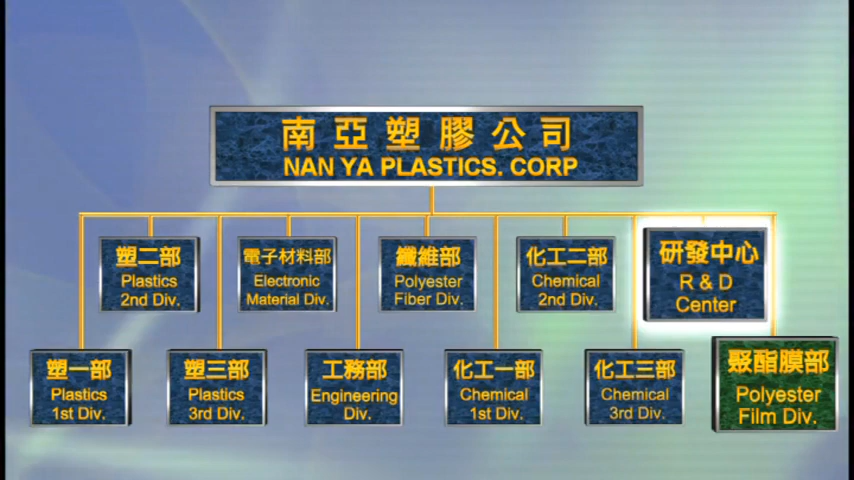 南亞塑膠公司
NAN YA PLASTICS. CORP
塑二部
Plastics
2nd Div.
電子材料部
Electronic
Material Div.
纖維部
Polyester
Fiber Div.
化工二部
Chemical
2nd Div.
研發中心
R & D
Center
塑一部
Plastics
1st Div.
塑三部
Plastics
3rd Div.
工務部
Engineering
Div.
化工一部
Chemical
1st Div.
化工三部
Chemical
3rd Div.
聚酯膜部
Polyester
Film Div.